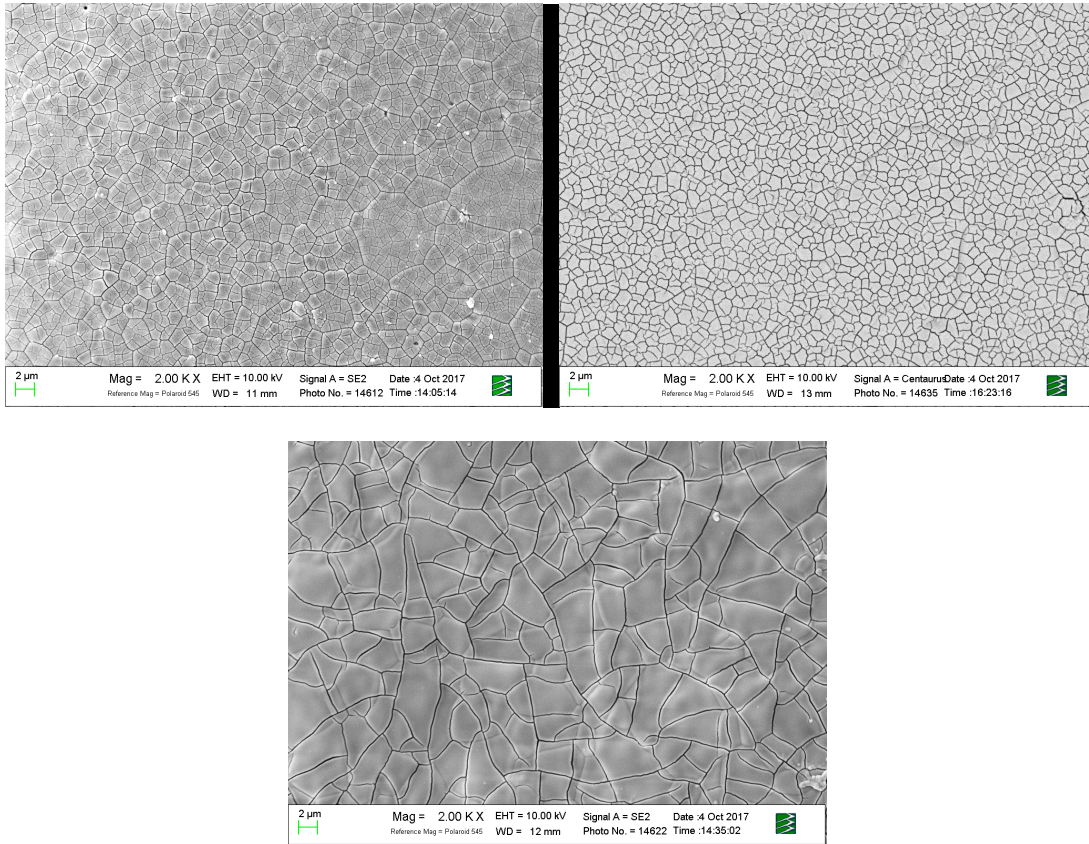 2 µm
Mag = 2.00 K X EHT = 10.00 kV Signal A = SE2 Date :4 Oct 2017
Reference Mag = Polaroid 545 WD = 11 mm Photo No. = 14612 Time :14:05:14
2 µm
Mag = 2.00 K X EHT = 10.00 kV Signal A = CentaurusDate :4 Oct 2017
Reference Mag = Polaroid 545 WD = 13 mm Photo No. = 14635 Time :16:23:16
2 µm
Mag = 2.00 K X EHT = 10.00 kV Signal A = SE2 Date :4 Oct 2017
Reference Mag = Polaroid 545 WD = 12 mm Photo No. = 14622 Time :14:35:02